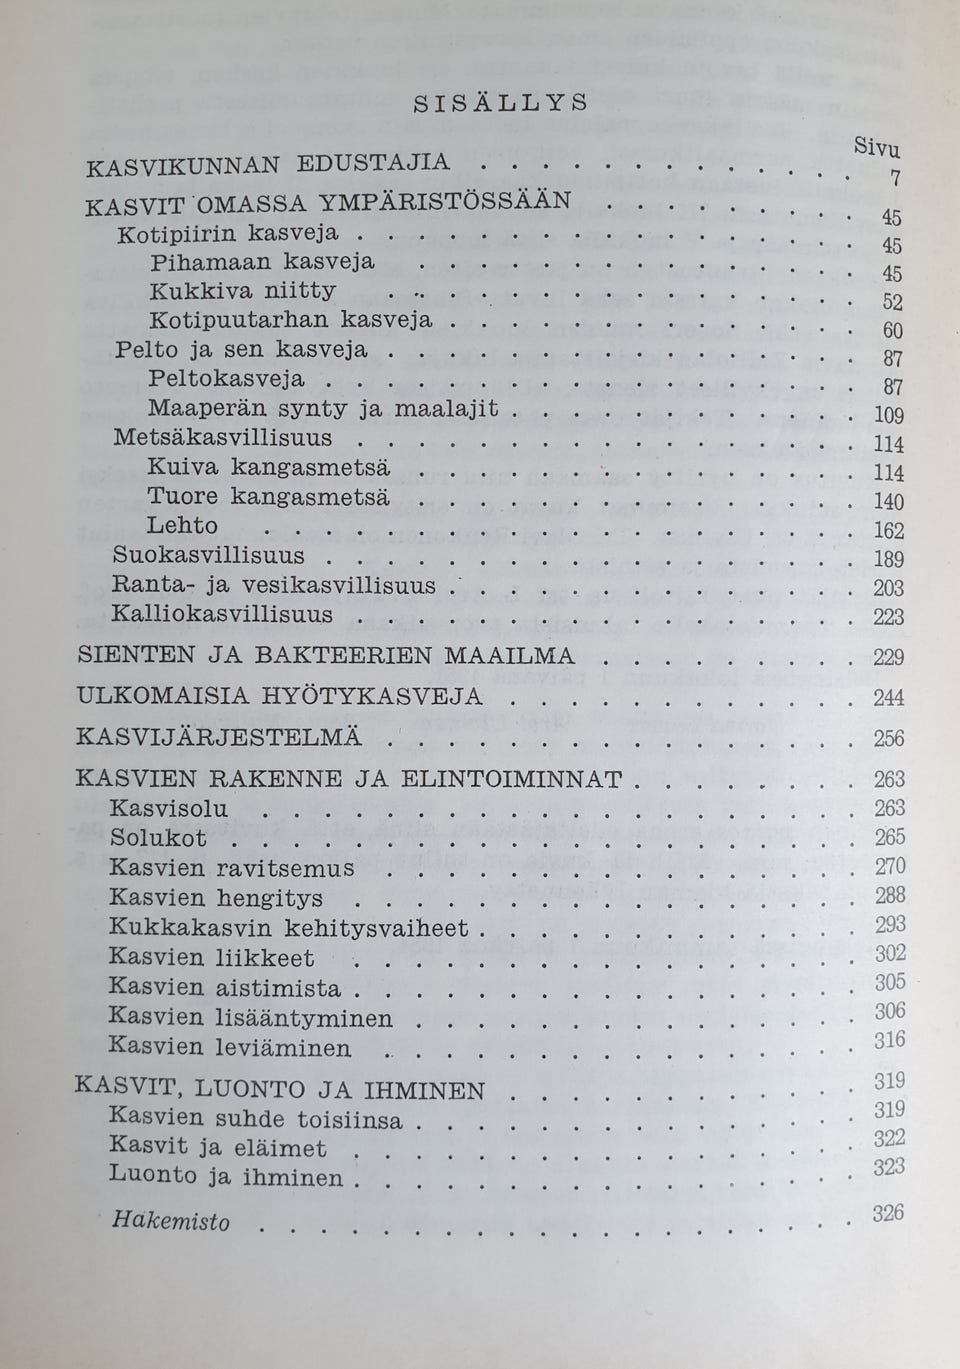 SISÄLLYS
Sivu
KASVIKUNNAN EDUSTAJIA . . . . . . . . . . . . . 7
KASVIT OMASSA YMPÄRISTÖSSÄÄN . . . . . . . . . 45
Kotipiirin kasveja . . . . . . . . . . . . . . . . . 45
Pihamaan kasveja . . . . . . . . . . . . . . . 45
Kukkiva niitty . . . . . . . . . . . . . . . . 52
Kotipuutarhan kasveja . . . . . . . . . . . . . . 60
Pelto ja sen kasveja . . . . . . . . . . . . . . . . 87
Peltokasveja . . . . . . . . . . . . . . . . . . 87
Maaperän synty ja maalajit . . . . . . . . . . . 109
Metsäkasvillisuus . . . . . . . . . . . . . . . . . 114
Kuiva kangasmetsä . . . . . . . . . . . . . . . 114
Tuore kangasmetsä . . . . . . . . . . . . . . . 140
Lehto . . . . . . . . . . . . . . . . . . . . 162
Suokasvillisuus . . . . . . . . . . . . . . . . . . 189
Ranta- ja vesikasvillisuus . . . . . . . . . . . . . . 203
Kalliokasvillisuus . . . . . . . . . . . . . . . . . 223
SIENTEN JA BAKTEERIEN MAAILMA . . . . . . . . . 229
ULKOMAISIA HYÖTYKASVEJA . . . . . . . . . . . . 244
KASVIJÄRJESTELMÄ . . . . . . . . . . . . . . . . 256
KASVIEN RAKENNE JA ELINTOIMINNAT . . . . . . . . 263
Kasvisolu . . . . . . . . . . . . . . . . . . . . 263
Solukot . . . . . . . . . . . . . . . . . . . . . 265
Kasvien ravitsemus . . . . . . . . . . . . . . . . 270
Kasvien hengitys . . . . . . . . . . . . . . . . . 288
Kukkakasvin kehitysvaiheet . . . . . . . . . . . . . 293
Kasvien liikkeet . . . . . . . . . . . . . . . . . 302
Kasvien aistimista . . . . . . . . . . . . . . . . . 305
Kasvien lisääntyminen . . . . . . . . . . . . . . . 306
Kasvien leviäminen . . . . . . . . . . . . . . . . 316
KASVIT, LUONTO JA IHMINEN . . . . . . . . . . . . 319
Kasvien suhde toisiinsa . . . . . . . . . . . . . . . 319
Kasvit ja eläimet . . . . . . . . . . . . . . . . . 322
Luonto ja ihminen . . . . . . . . . . . . . . . . . 323
Hakemisto . . . . . . . . . . . . . . . . . . . . 326